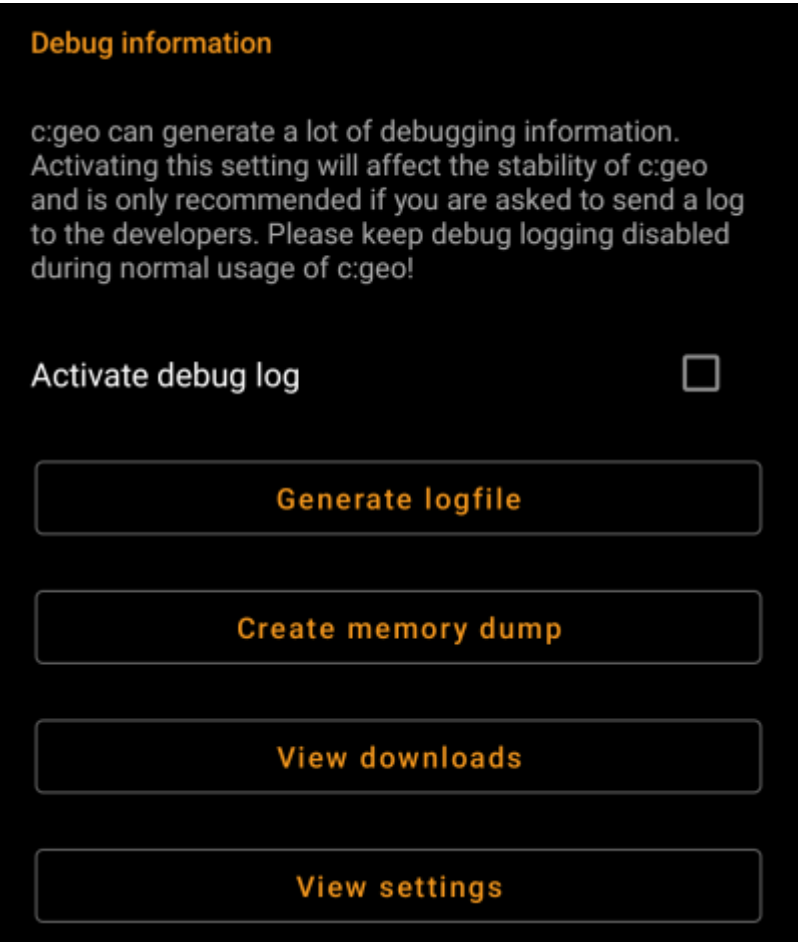 Debug information
c:geo can generate a lot of debugging information.
Activating this setting will affect the stability of c:geo
and is only recommended if you are asked to send a log
to the developers. Please keep debug logging disabled
during normal usage of c:geo!
Activate debug log
Generate logfile
Create memory dump
View downloads
View settings